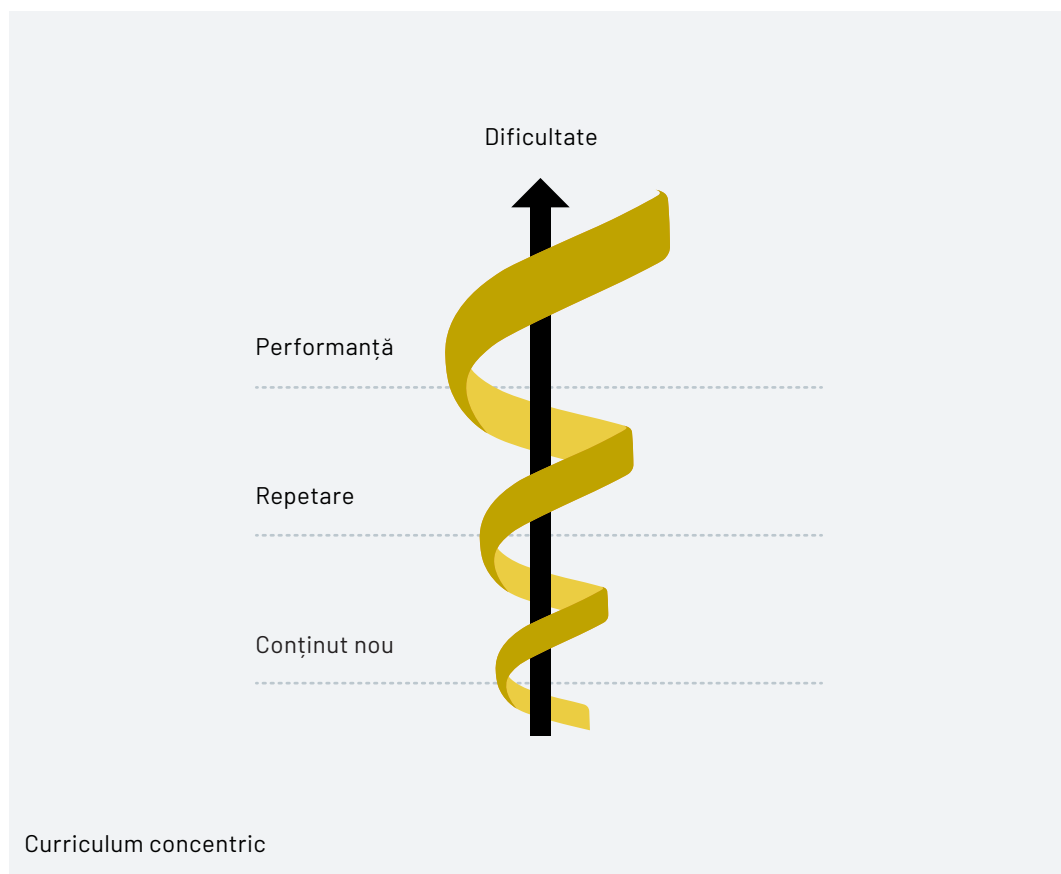 Dificultate
Performanță
Repetare
Conținut nou
Curriculum concentric